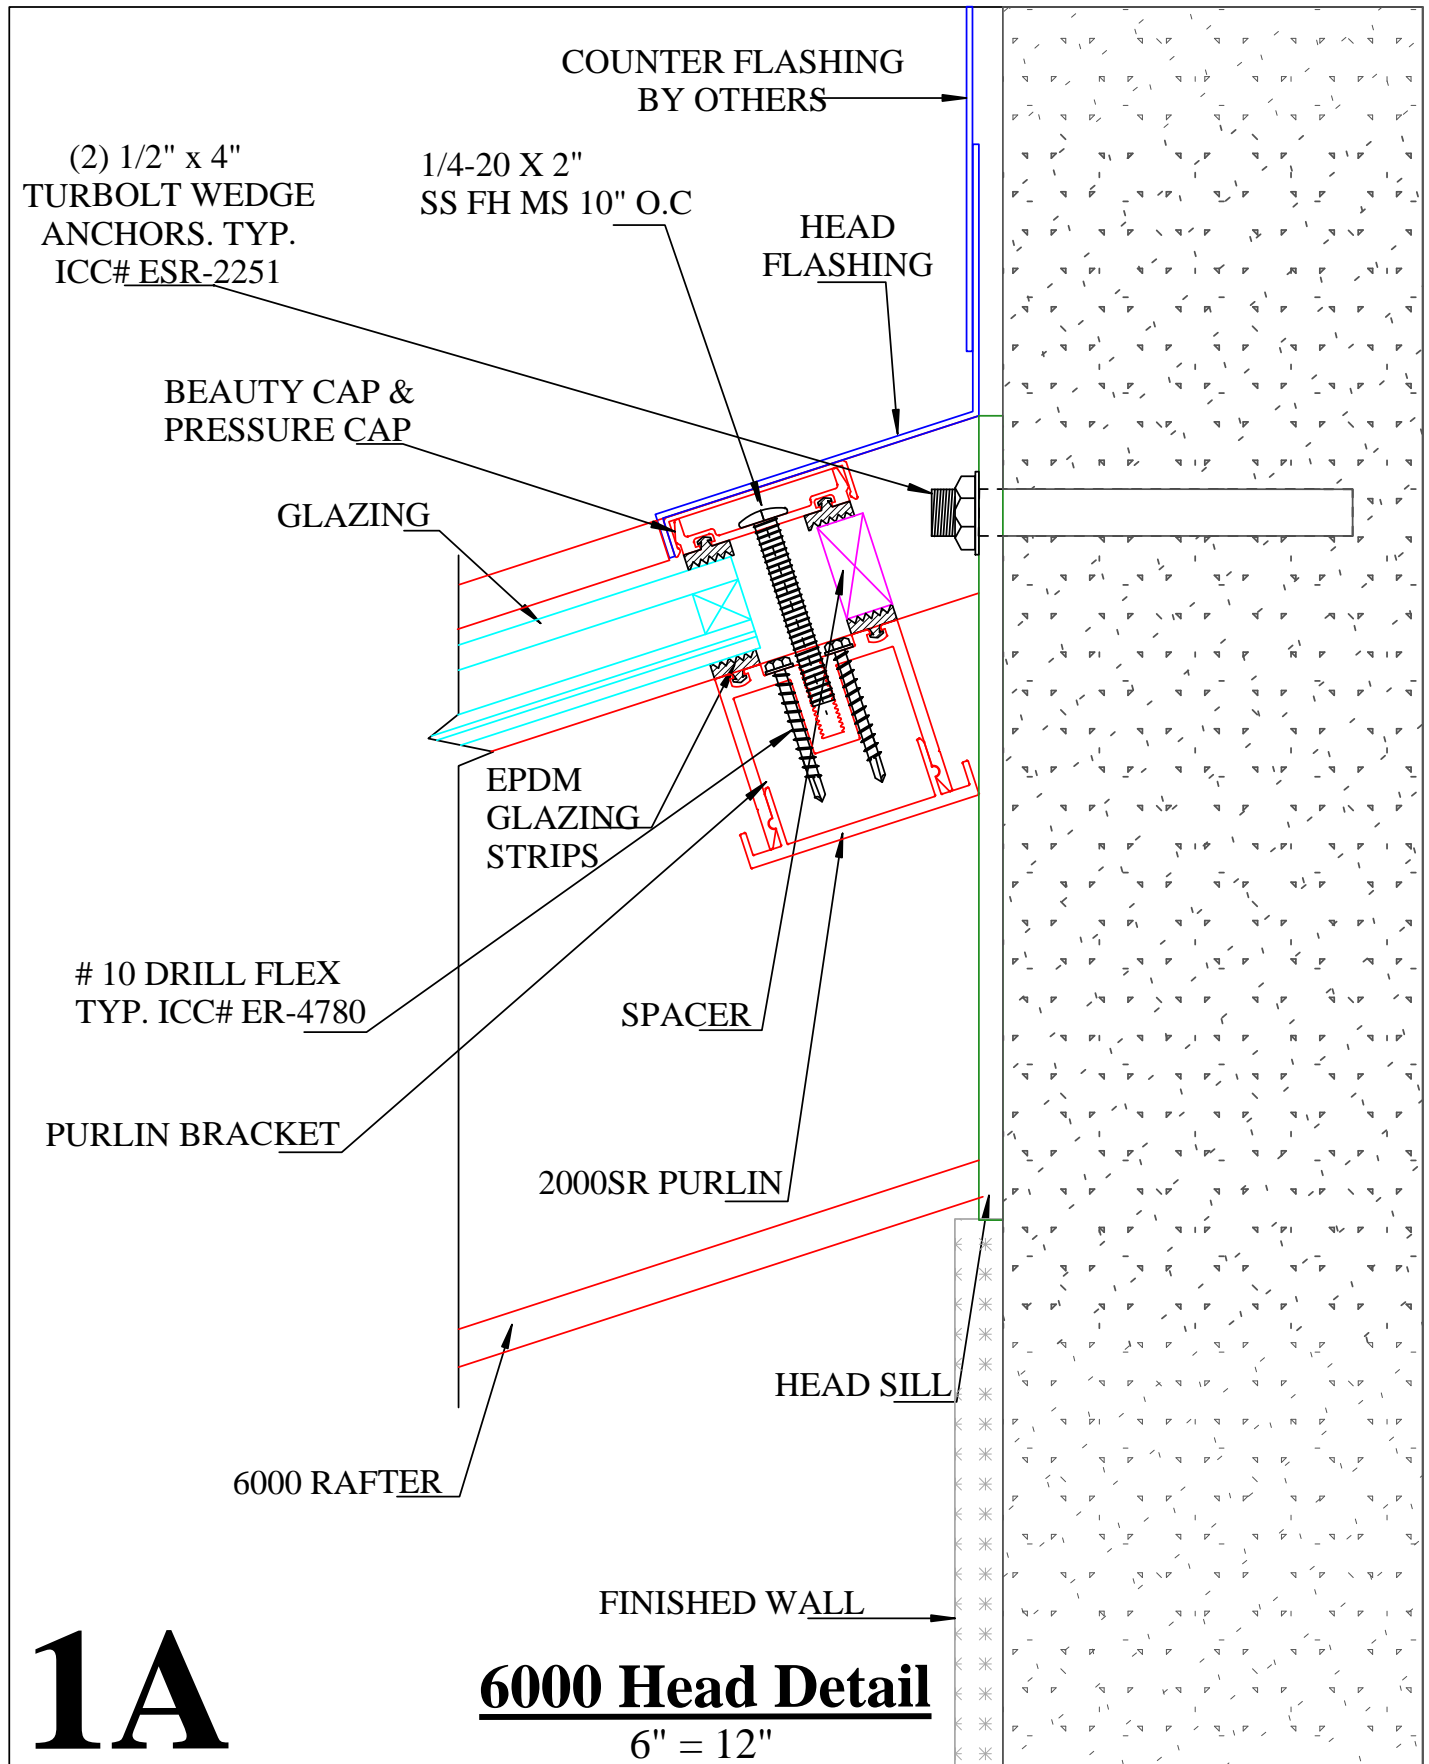 COUNTER FLASHING
BY OTHERS
(2) 1/2" x 4"
TURBOLT WEDGE
ANCHORS. TYP.
ICC# ESR-2251
1/4-20 X 2"
SS FH MS 10" O.C
HEAD
FLASHING
BEAUTY CAP &
PRESSURE CAP
GLAZING
EPDM
GLAZING
STRIPS
# 10 DRILL FLEX
TYP. ICC# ER-4780
SPACER
PURLIN BRACKET
2000SR PURLIN
HEAD SILL
6000 RAFTER
FINISHED WALL
1A
6000 Head Detail
6" = 12"